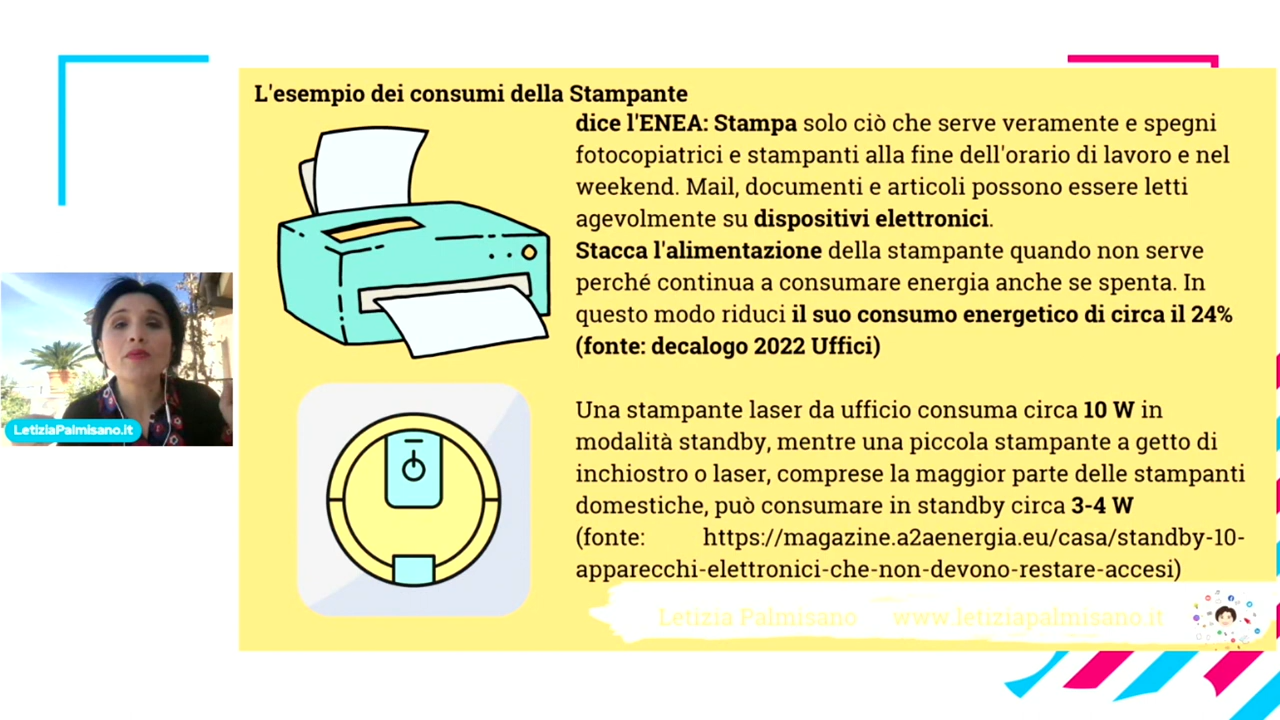 L'esempio dei consumi della Stampante
dice l'ENEA: Stampa solo ciò che serve veramente e spegni
fotocopiatrici e stampanti alla fine dell'orario di lavoro e nel
weekend. Mail, documenti e articoli possono essere letti
agevolmente su dispositivi elettronici.
Stacca l'alimentazione della stampante quando non serve
perché continua a consumare energia anche se spenta. In
questo modo riduci il suo consumo energetico di circa il 24%
(fonte: decalogo 2022 Uffici)
Una stampante laser da ufficio consuma circa 10 W in
modalità standby, mentre una piccola stampante a getto di
inchiostro o laser, comprese la maggior parte delle stampanti
domestiche, può consumare in standby circa 3-4 W
(fonte: https://magazine.a2aenergia.eu/casa/standby-10-
apparecchi-elettronici-che-non-devono-restare-accesi)
LetiziaPalmisano.it
Letizia Palmisano www.letiziapalmisano.it